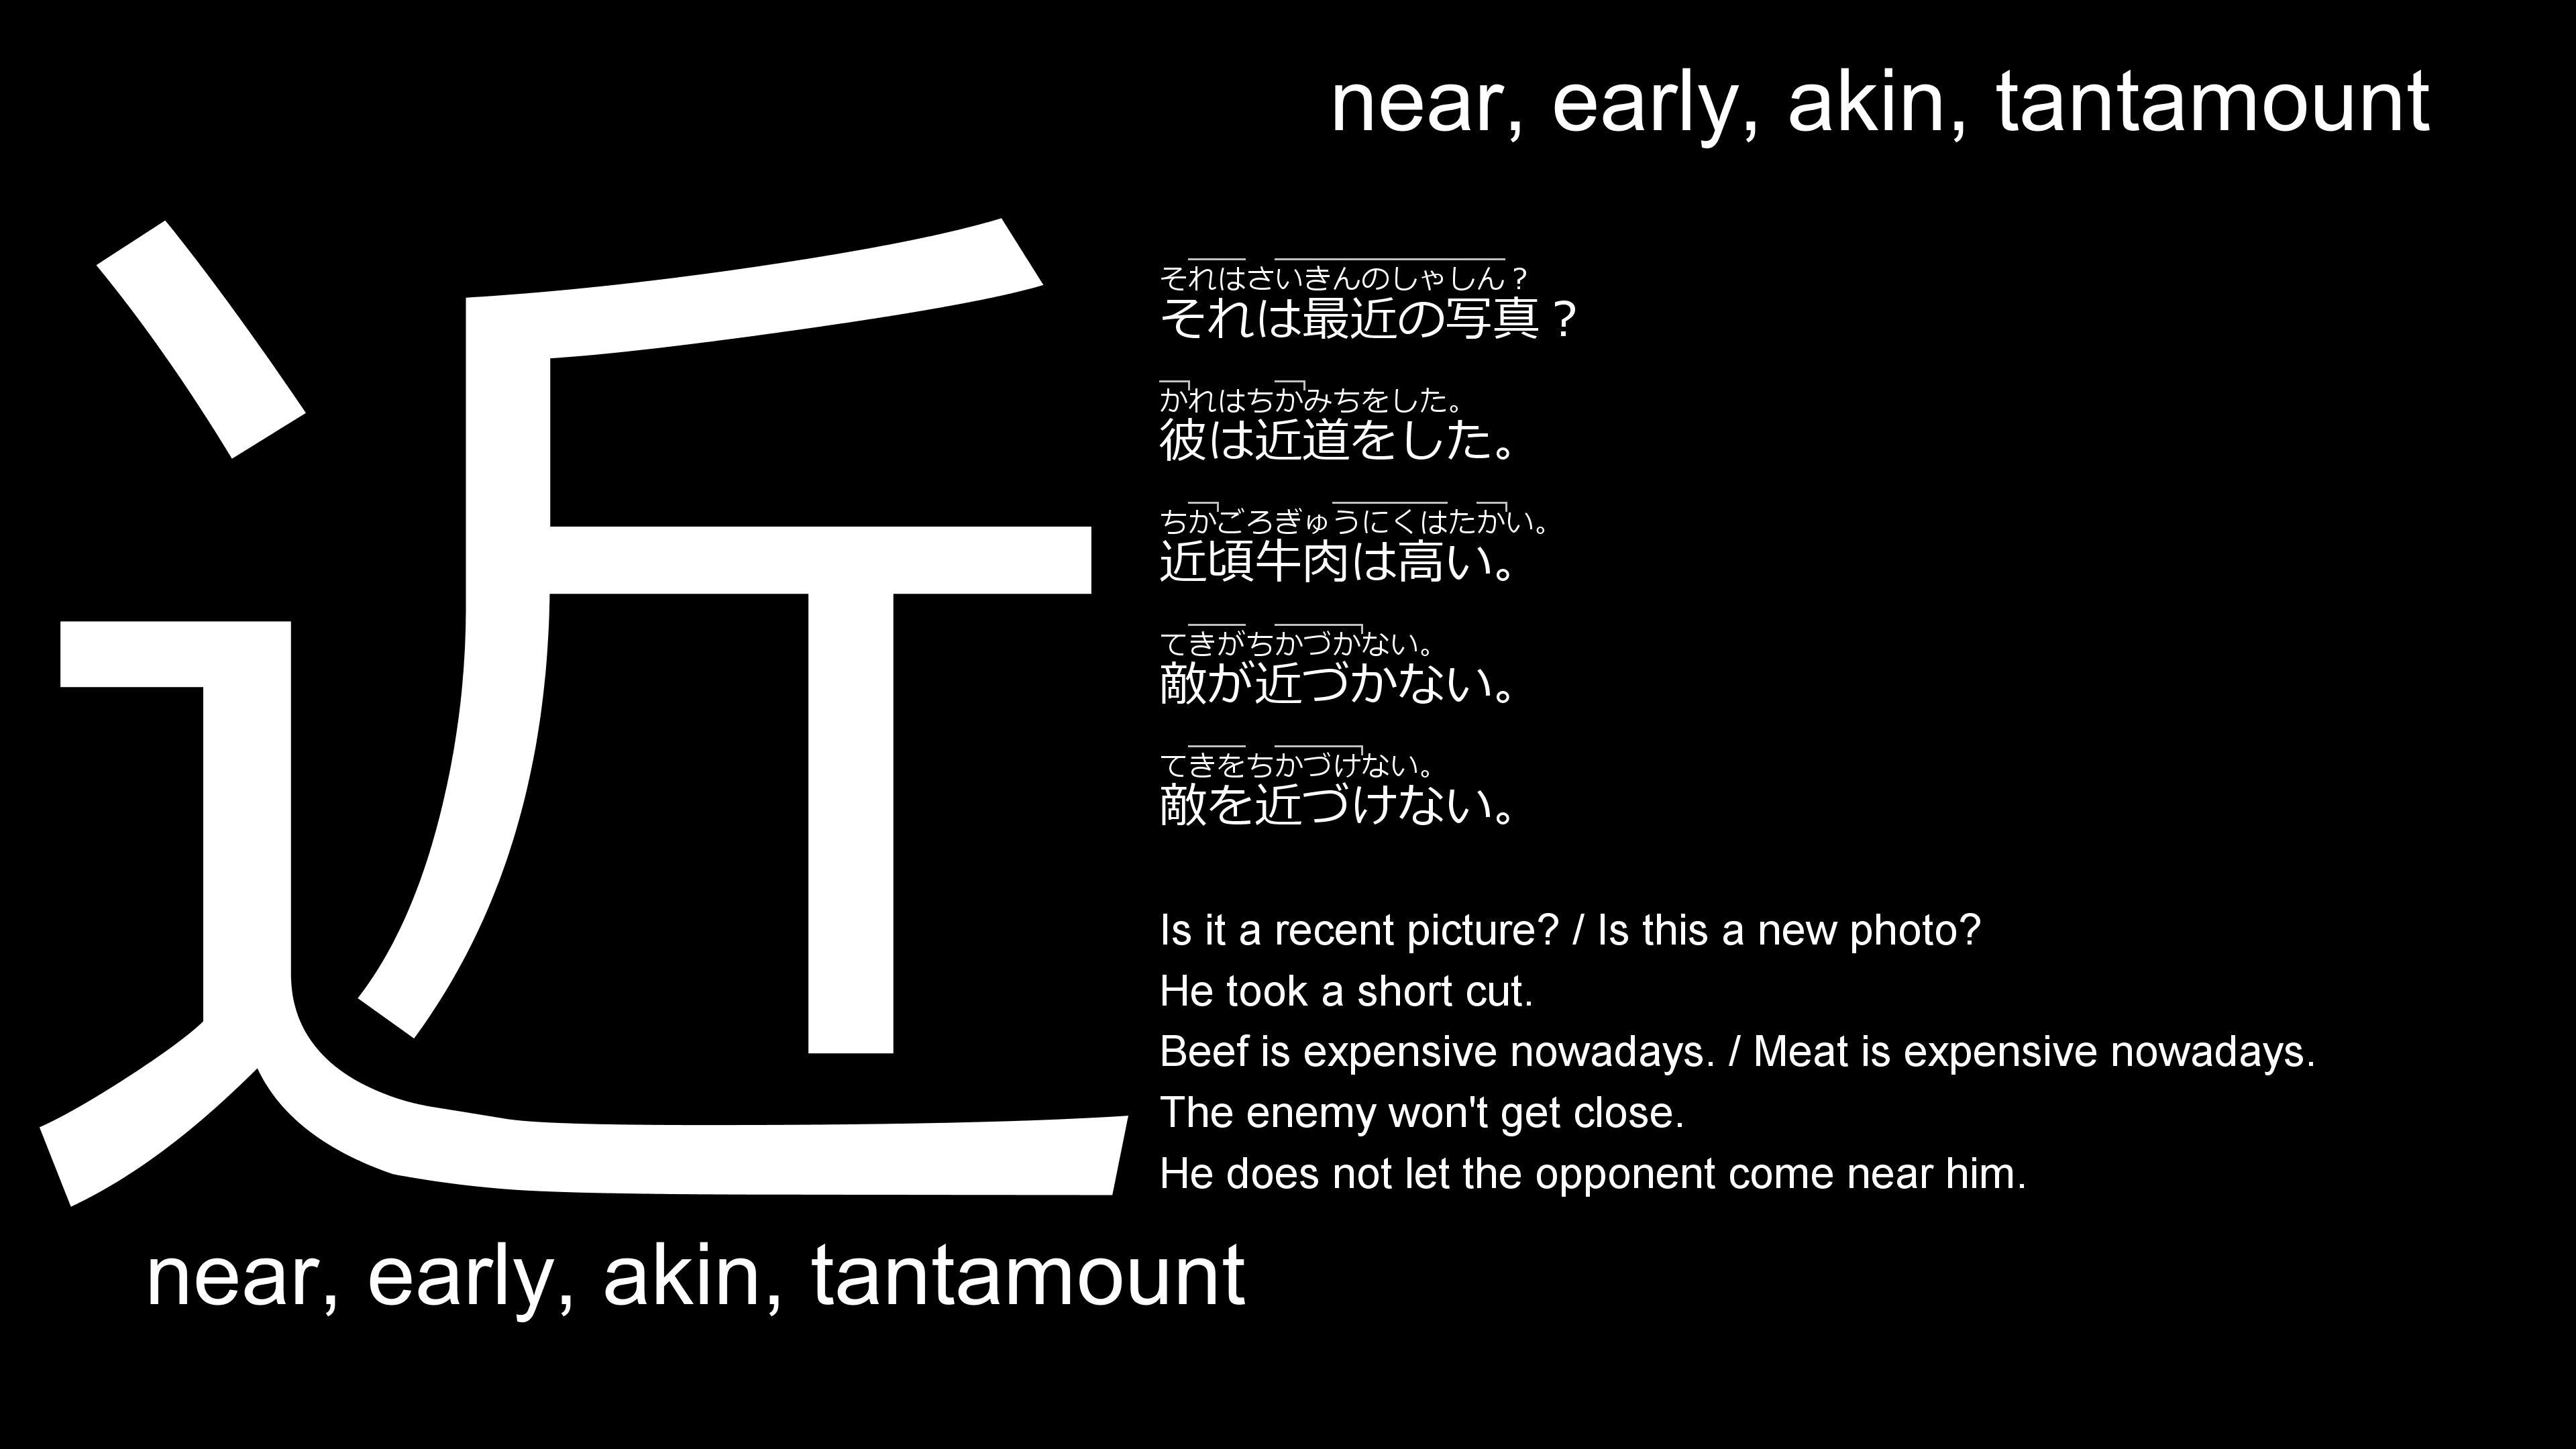 near, early, akin, tantamount
近
それはさいきんのしゃしん？
それは最近の写真？
かれはちかみちをした。
彼は近道をした。
ちかごろぎゅうにくはたかい。
近頃牛肉は高い。
てきがちかづかない。
敵が近づかない。
てきをちかづけない。
敵を近づけない。
Is it a recent picture? / Is this a new photo?
He took a short cut.
Beef is expensive nowadays. / Meat is expensive nowadays.
The enemy won't get close.
He does not let the opponent come near him.
near, early, akin, tantamount